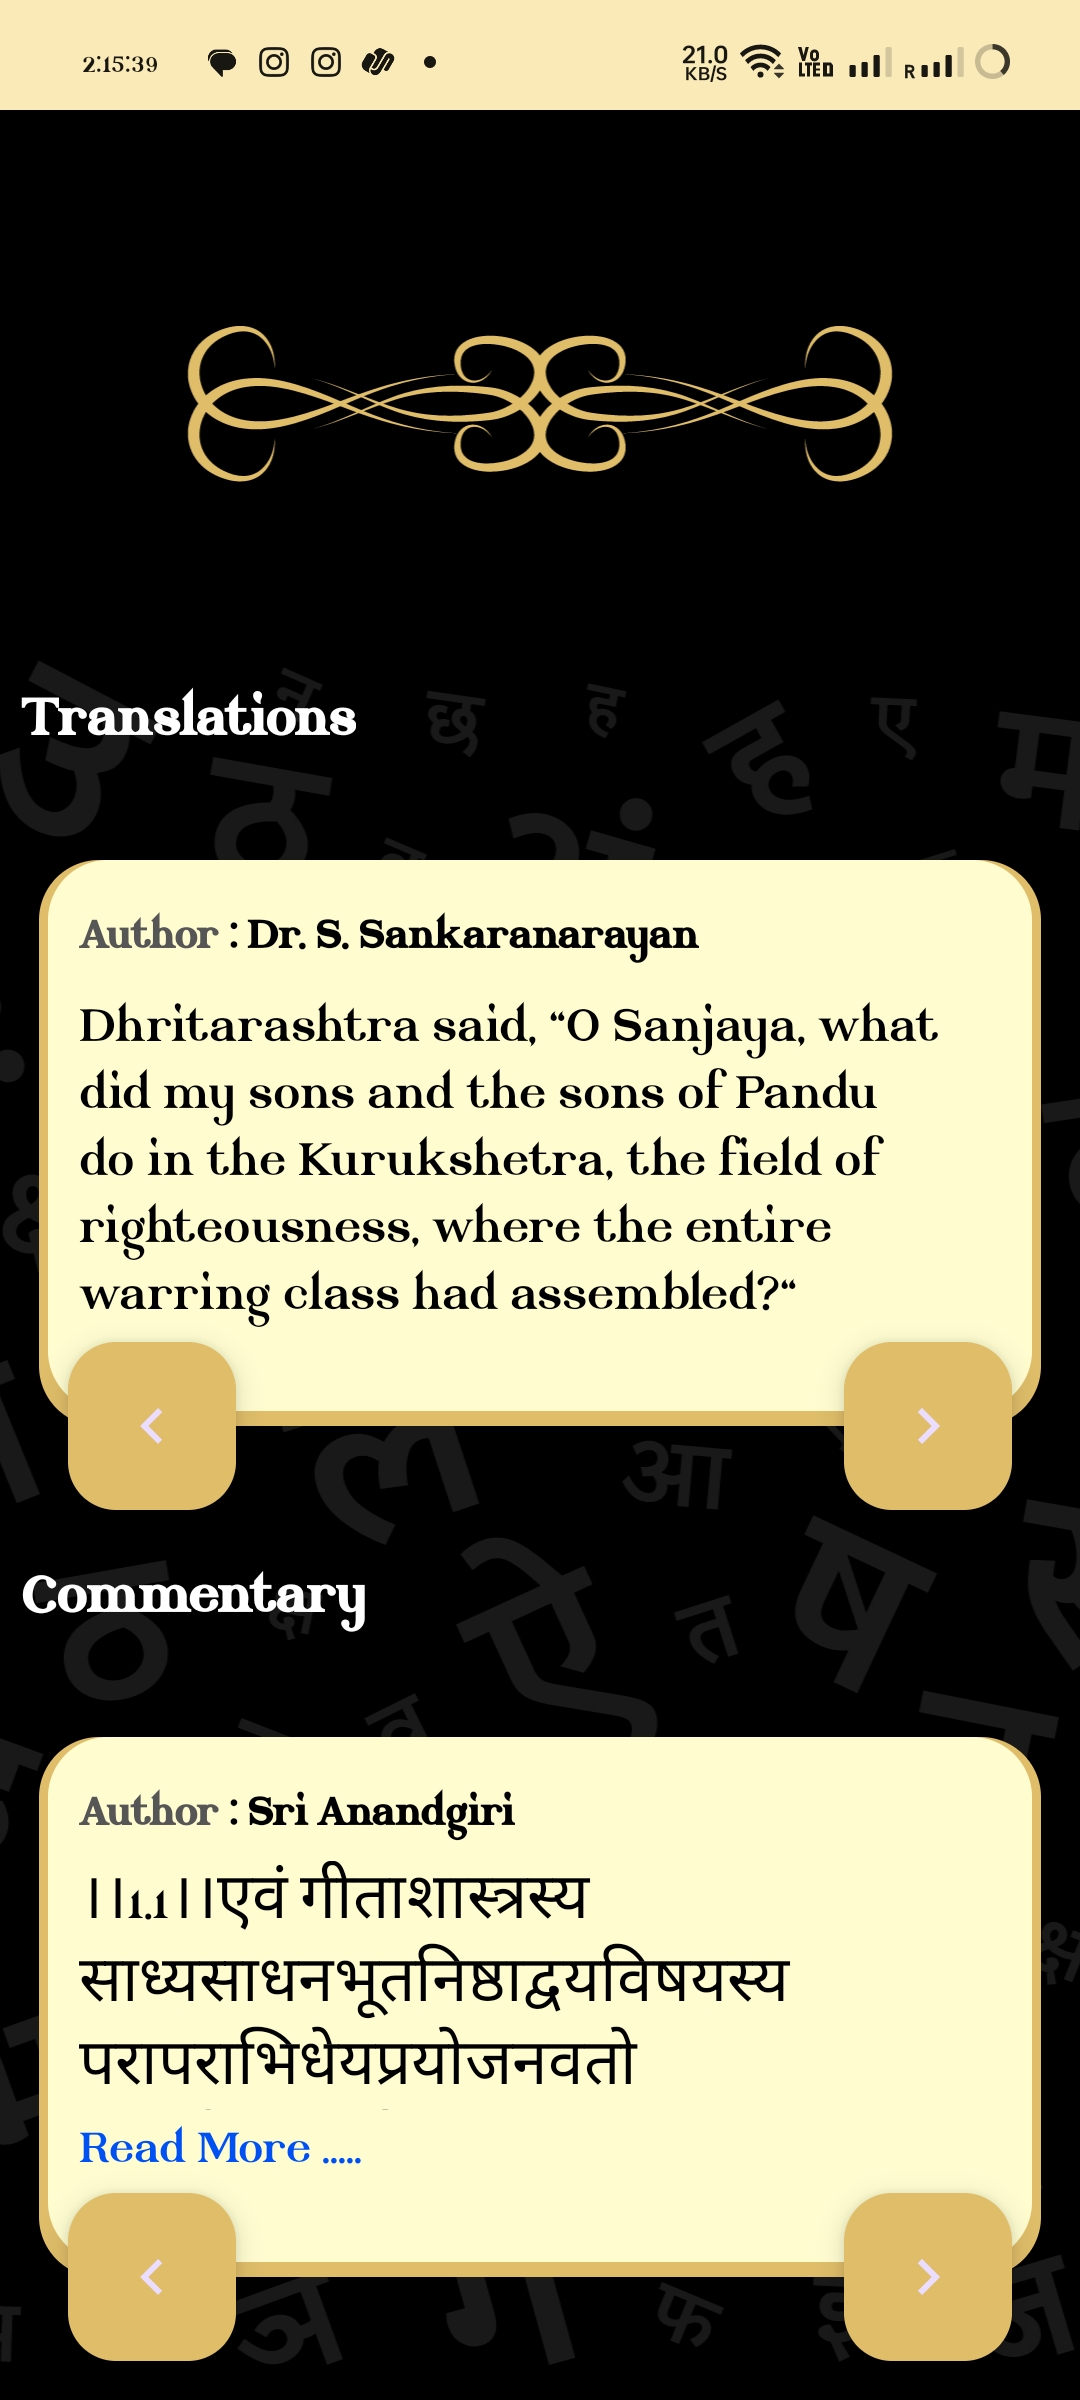 2:15:39
21.0
KB/S
Vo
LTED
R
Translations
Author : Dr. S. Sankaranarayan
Dhritarashtra said, “O Sanjaya, what
did my sons and the sons of Pandu
do in the Kurukshetra, the field of
righteousness, where the entire
warring class had assembled?“
Commentary
Author : Sri Anandgiri
।।1.1।।एवं गीताशास्त्रस्य
साध्यसाधनभूतनिष्ठाद्वयविषयस्य
परापराभिधेयप्रयोजनवतो
Read More .....